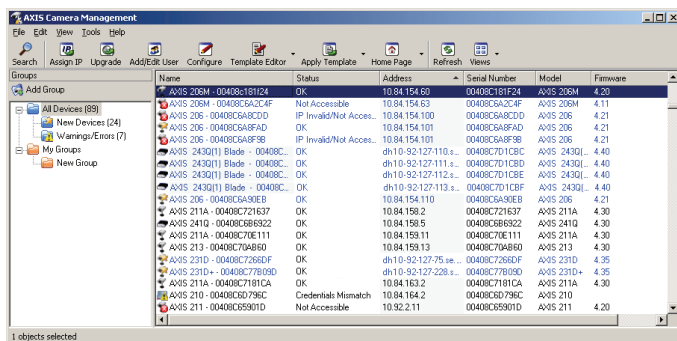 AXIS Camera Management
File Edit View Tools Help
Search Assign IP Upgrade Add/Edit User Configure Template Editor Apply Template Home Page Refresh Views
Groups
Add Group
All Devices (89)
New Devices (24)
Warnings/Errors (7)
My Groups
New Group
Name Status Address Serial Number Model Firmware
AXIS 206M - 00408c181f24 OK 10.84.154.60 00408C181F24 AXIS 206M 4.20
AXIS 206M - 00408C6A2C4F Not Accessible 10.84.154.63 00408C6A2C4F AXIS 206M 4.11
AXIS 206 - 00408C6A8CDD IP Invalid/Not Acces... 10.84.154.100 00408C6A8CDD AXIS 206 4.21
AXIS 206 - 00408C6A8FAD OK 10.84.154.101 00408C6A8FAD AXIS 206 4.21
AXIS 206 - 00408C6A8F9B IP Invalid/Not Acces... 10.84.154.101 00408C6A8F9B AXIS 206 4.21
AXIS 243Q(1) Blade - 00408C... OK dh10-92-127-110.s... 00408C7D1CBC AXIS 243Q(... 4.40
AXIS 243Q(1) Blade - 00408C... OK dh10-92-127-111.s... 00408C7D1CBD AXIS 243Q(... 4.40
AXIS 243Q(1) Blade - 00408C... OK dh10-92-127-112.s... 00408C7D1CBE AXIS 243Q(... 4.40
AXIS 243Q(1) Blade - 00408C... OK dh10-92-127-113.s... 00408C7D1CBF AXIS 243Q(... 4.40
AXIS 206 - 00408C6A90EB OK 10.84.154.110 00408C6A90EB AXIS 206 4.21
AXIS 211A - 00408C721637 OK 10.84.158.2 00408C721637 AXIS 211A 4.30
AXIS 241Q - 00408C6B6922 OK 10.84.158.5 00408C6B6922 AXIS 241Q 4.30
AXIS 211A - 00408C70E111 OK 10.84.159.11 00408C70E111 AXIS 211A 4.30
AXIS 213 - 00408C70AB60 OK 10.84.159.13 00408C70AB60 AXIS 213 4.30
AXIS 231D - 00408C7266DF OK dh10-92-127-75.se... 00408C7266DF AXIS 231D 4.35
AXIS 231D+ - 00408C77B09D OK dh10-92-127-228.s... 00408C77B09D AXIS 231D+ 4.35
AXIS 211A - 00408C7181CA OK 10.84.163.2 00408C7181CA AXIS 211A 4.30
AXIS 210 - 00408C6D796C Credentials Mismatch 10.84.164.2 00408C6D796C AXIS 210
AXIS 211 - 00408C65901D Not Accessible 10.92.2.11 00408C65901D AXIS 211 4.20
1 objects selected